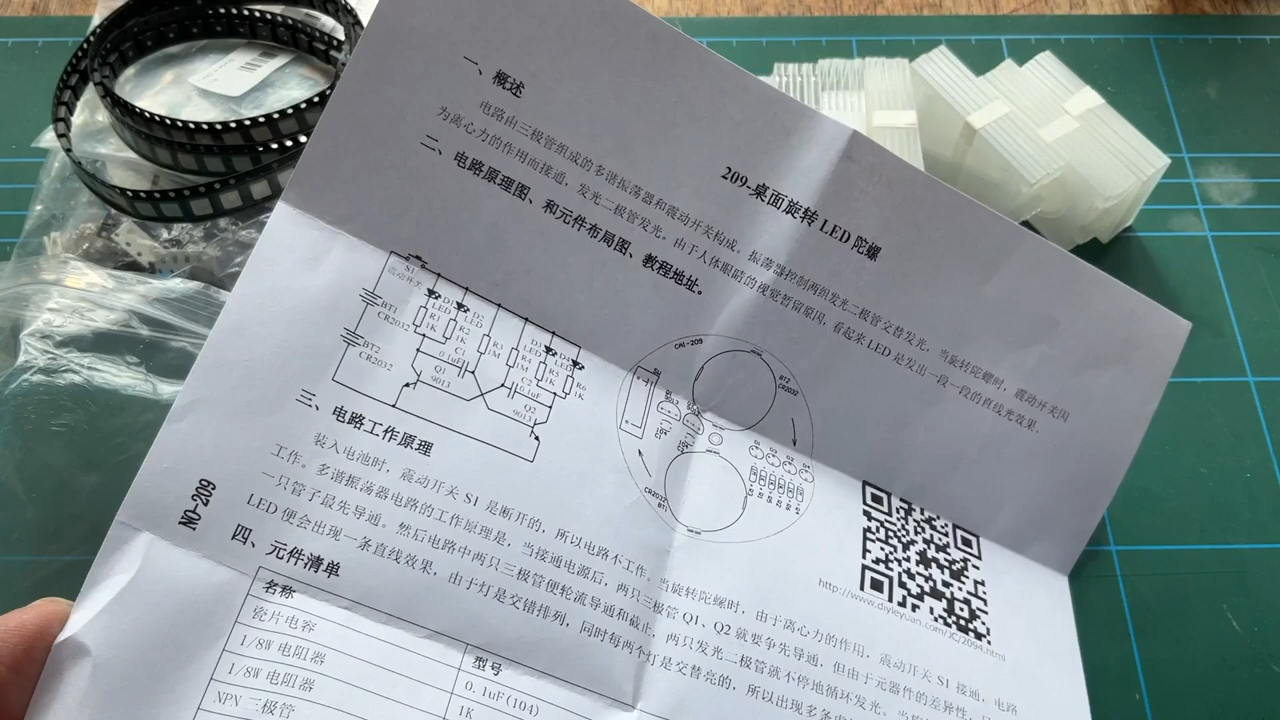 209-桌面旋转 LED 陀螺
一、概述
电路由三极管组成的多谐振荡器和震动开关构成。振荡器控制两组发光二极管交替发光，当旋转陀螺时，震动开关因
为离心力的作用而接通，发光二极管发光。由于人体眼睛的视觉暂留原因，看起来 LED 是发出一段一段的直线光效果。
二、电路原理图、和元件布局图、教程地址。
S1
震动开关
D1
LED
D2
LED
R1
1K
R2
1K
R3
1M
R4
1M
D3
LED
D4
R5
1K
R6
1K
C1
0.1uF
C2
0.1uF
BT1
CR2032
BT2
CR2032
Q1
9013
Q2
9013
CAI-209
BT2
CR2032
CR2032
BT1
http://www.diyleyuan.com/JC/2094.html
三、电路工作原理
装入电池时，震动开关 S1 是断开的，所以电路不工作。当旋转陀螺时，由于离心力的作用，震动开关 S1 接通，电路
工作。多谐振荡器电路的工作原理是，当接通电源后，两只三极管 Q1、Q2 就要争先导通，但由于元器件的差异性，只
一只管子最先导通。然后电路中两只三极管便轮流导通和截止，两只发光二极管就不停地循环发光。当旋
LED 便会出现一条直线效果，由于灯是交错排列，同时每两个灯是交替亮的，所以出现多条
NO-209
四、元件清单
名称
型号
瓷片电容
0.1uF(104)
1/8W 电阻器
1K
1/8W 电阻器
NPN 三极管